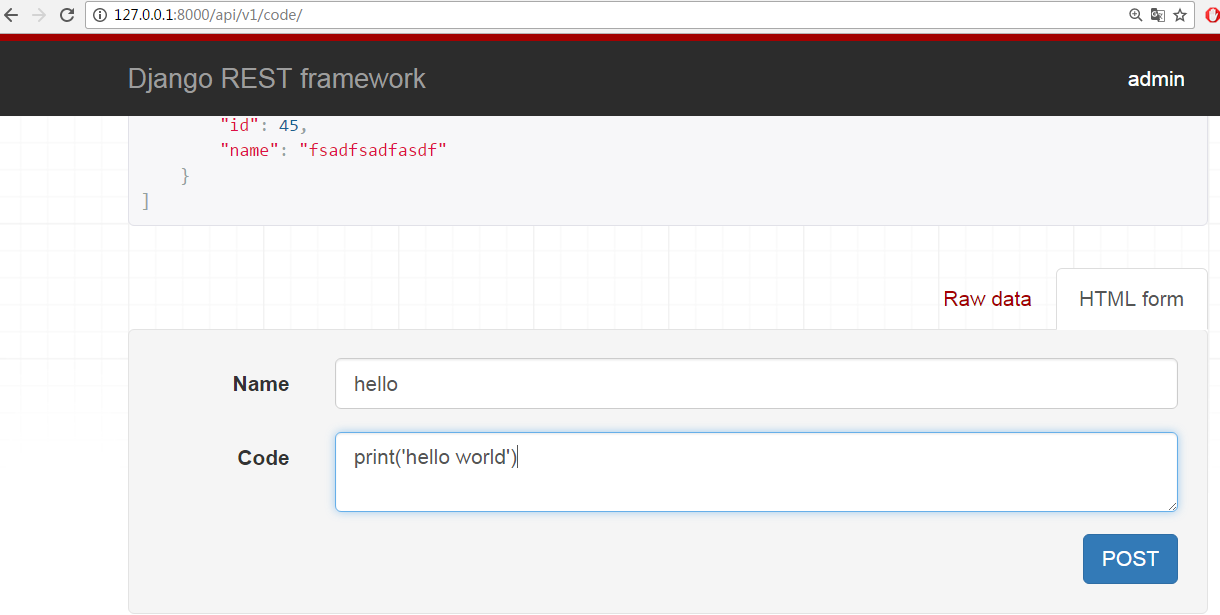 127.0.0.1:8000/api/v1/code/
Django REST framework
admin
"id": 45,
"name": "fsadfsadfasdf"
}
]
Raw data
HTML form
Name
hello
Code
print('hello world')
POST